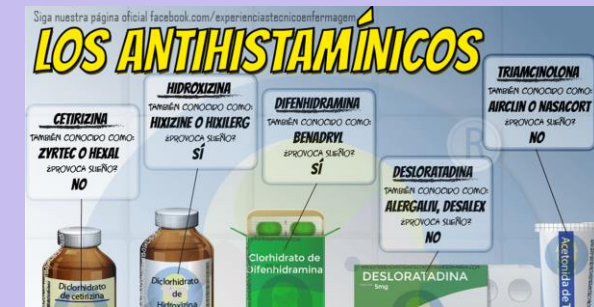 Siga nuestra página oficial facebook.com/experienciastecnicoenfermagem
LOS ANTIHISTAMÍNICOS
CETIRIZINA
TAMBIÉN CONOCIDO COMO:
ZYRTEC O HEXAL
¿PROVOCA SUEÑO?
NO
HIDROXIZINA
TAMBIÉN CONOCIDO COMO:
HIXIZINE O HIXILERG
¿PROVOCA SUEÑO?
SÍ
DIFENHIDRAMINA
TAMBIÉN CONOCIDO COMO:
BENADRYL
¿PROVOCA SUEÑO?
SÍ
DESLORATADINA
TAMBIÉN CONOCIDO COMO:
ALERGALIV, DESALEX
¿PROVOCA SUEÑO?
NO
TRIAMCINOLONA
TAMBIÉN CONOCIDO COMO:
AIRCLIN O NASACORT
¿PROVOCA SUEÑO?
NO
Diclorhidrato
de cetirizina
Diclorhidrato
de
Hidroxizina
Clorhidrato de
Difenhidramina
DESLORATADINA
5mg
Acetonida de
®